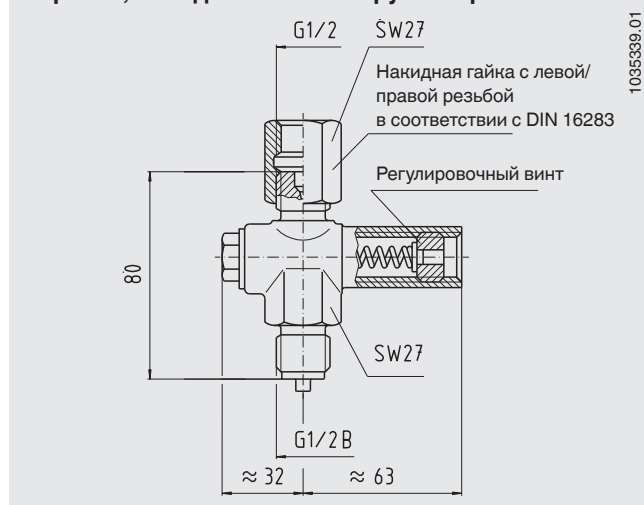 G1/2
SW27
1035339.01
Накидная гайка с левой/
правой резьбой
в соответствии с DIN 16283
Регулировочный винт
80
SW27
G1/2 B
≈ 32
≈ 63